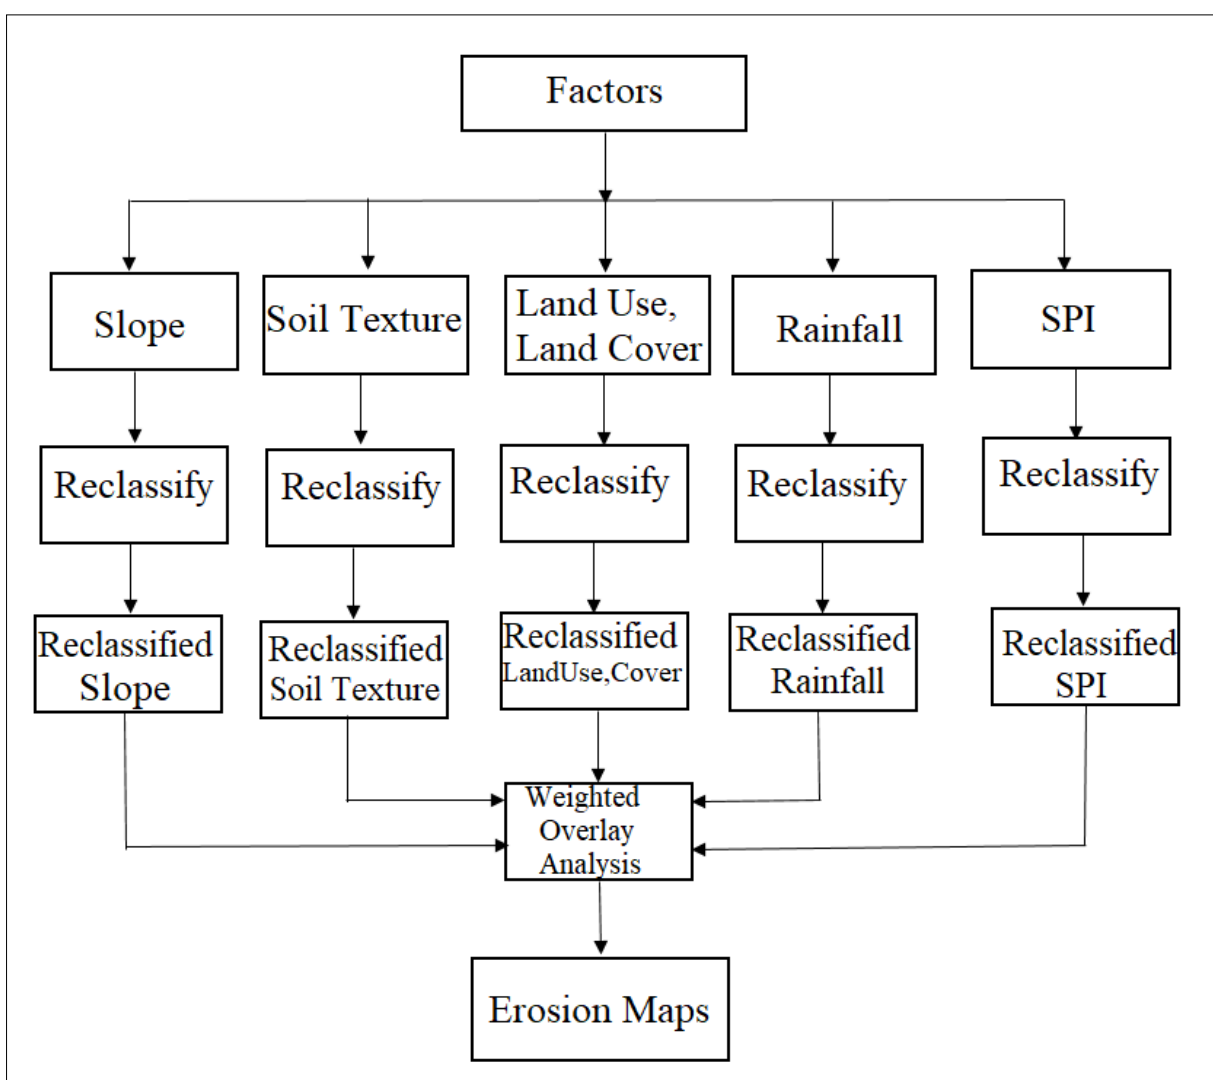 Factors
Slope
Soil Texture
Land Use,
Land Cover
Rainfall
SPI
Reclassify
Reclassify
Reclassify
Reclassify
Reclassify
Reclassified
Slope
Reclassified
Soil Texture
Reclassified
LandUse,Cover
Reclassified
Rainfall
Reclassified
SPI
Weighted
Overlay
Analysis
Erosion Maps